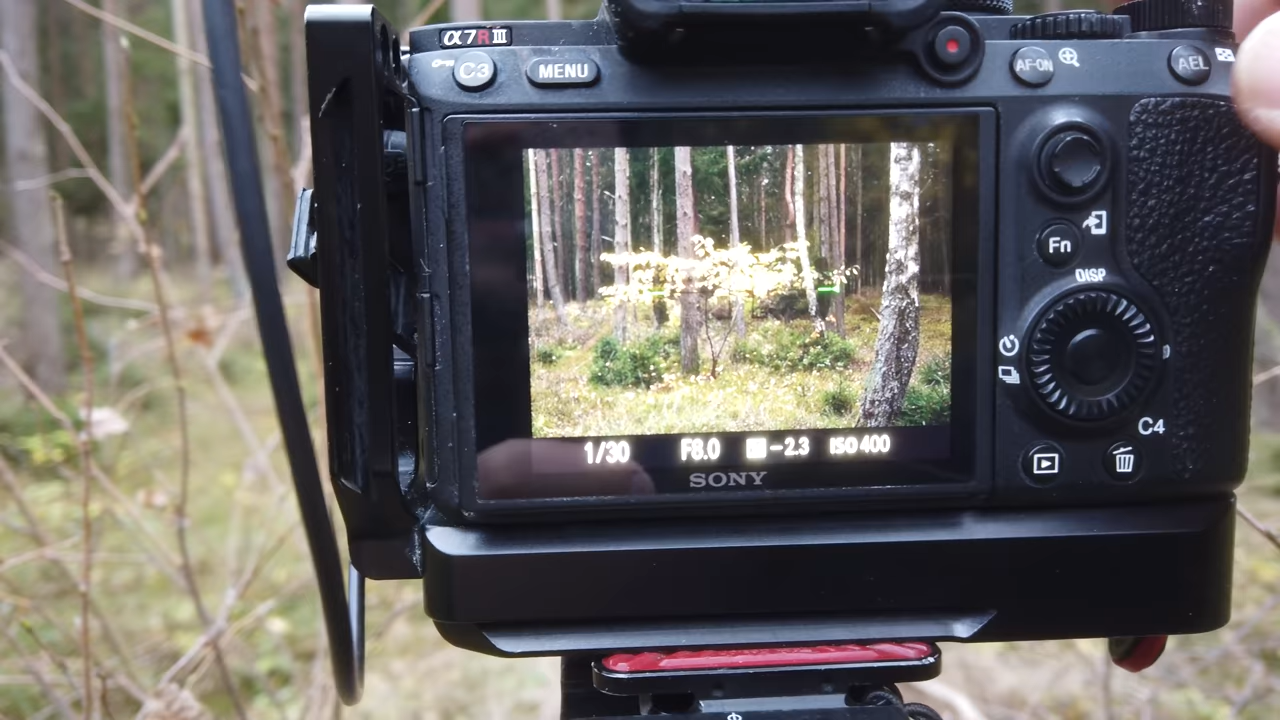 α7RIII
C3
MENU
AF-ON
AEL
Fn
DISP
C4
1/30 F8.0 -2.3 ISO 400
SONY